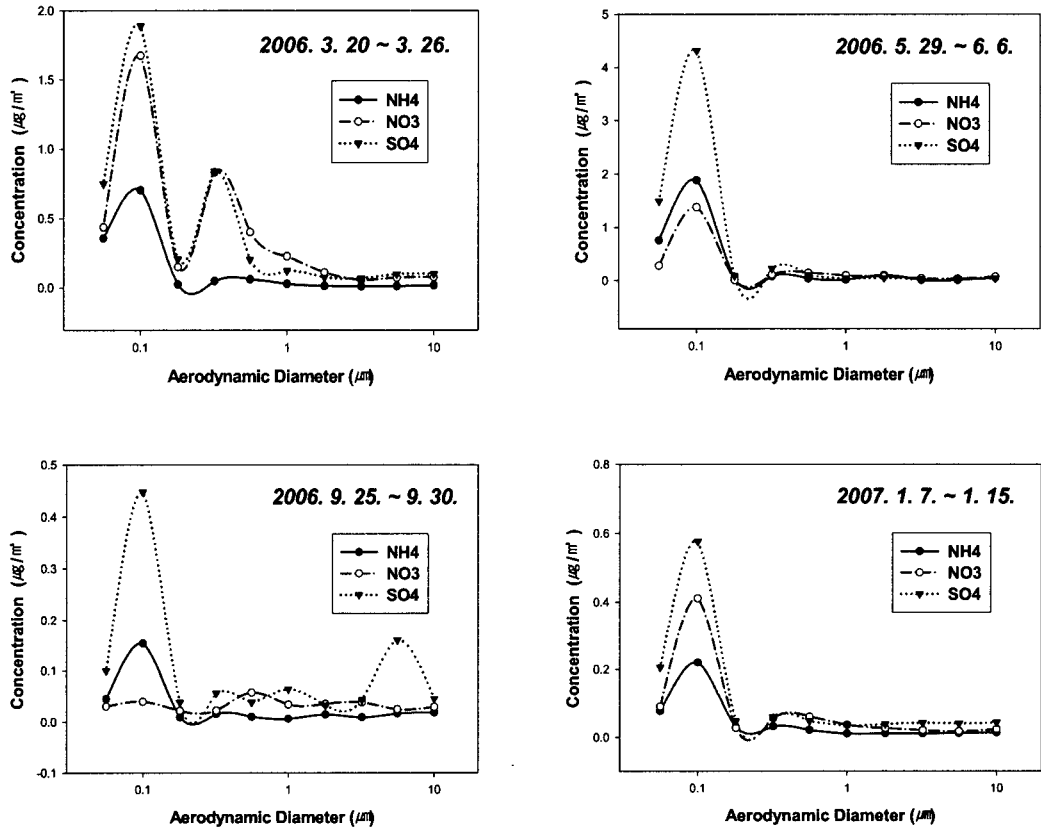 2006. 3. 20 ~ 3. 26.
Concentration (㎍/㎥)
2.0
1.5
1.0
0.5
0.0
NH4
NO3
SO4
0.1
1
10
Aerodynamic Diameter (㎛)
2006. 5. 29. ~ 6. 6.
Concentration (㎍/㎥)
5
4
3
2
1
0
NH4
NO3
SO4
0.1
1
10
Aerodynamic Diameter (㎛)
2006. 9. 25. ~ 9. 30.
Concentration (㎍/㎥)
0.5
0.4
0.3
0.2
0.1
0.0
-0.1
NH4
NO3
SO4
0.1
1
10
Aerodynamic Diameter (㎛)
2007. 1. 7. ~ 1. 15.
Concentration (㎍/㎥)
0.8
0.6
0.4
0.2
0.0
NH4
NO3
SO4
0.1
1
10
Aerodynamic Diameter (㎛)